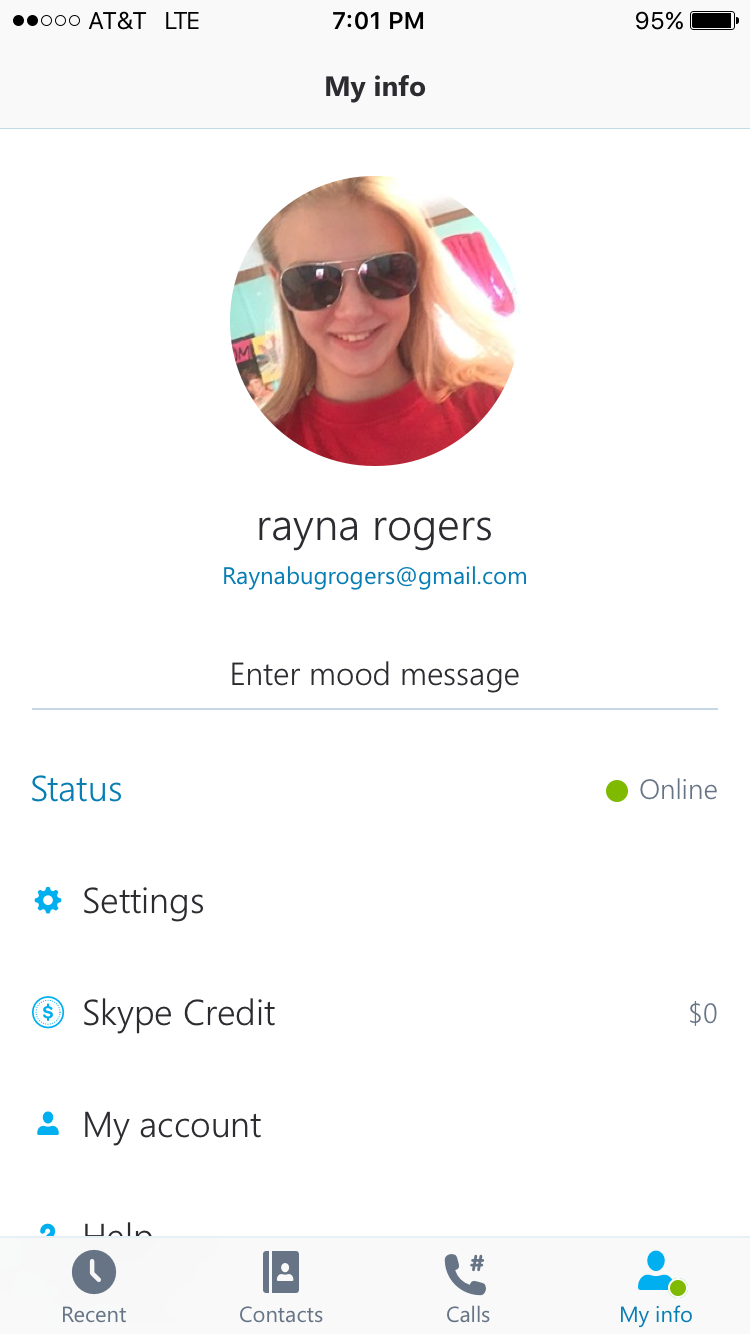 AT&T LTE 7:01 PM 95%
My info
rayna rogers
Raynabugrogers@gmail.com
Enter mood message
Status Online
Settings
$ Skype Credit $0
My account
? Help
# 
Recent Contacts Calls My info